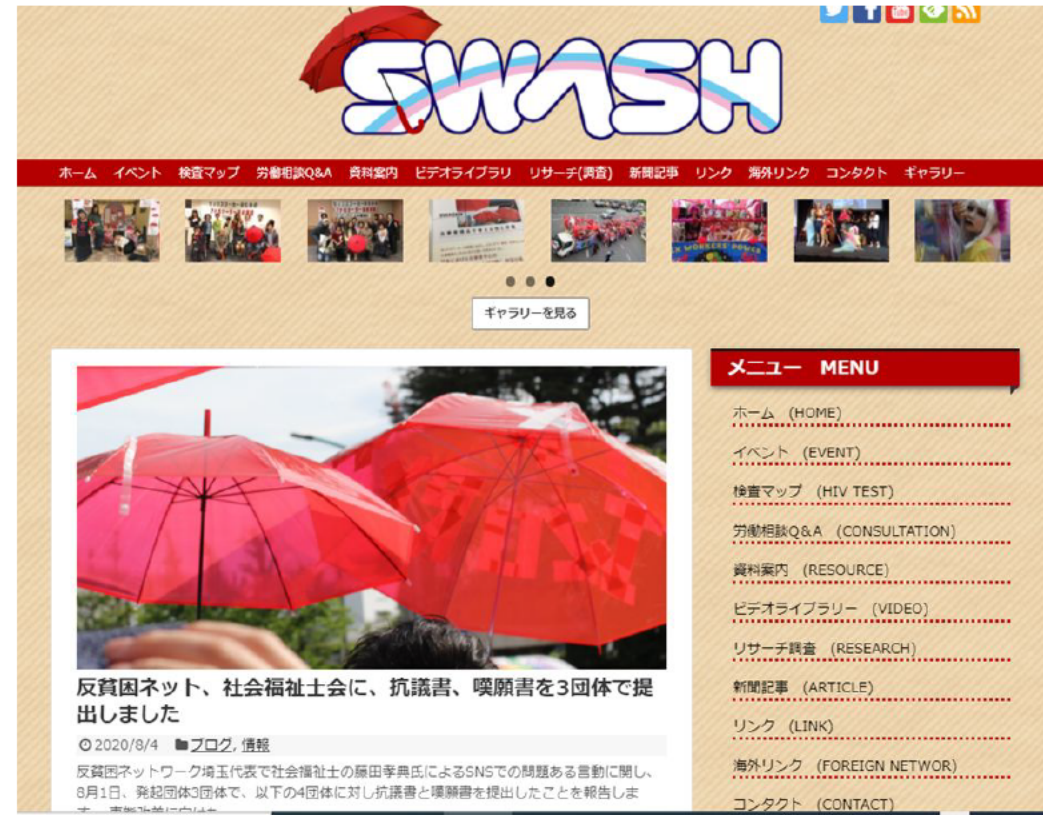 SWASH
ホーム イベント 検査マップ 労働相談Q&A 資料案内 ビデオライブラリ リサーチ(調査) 新聞記事 リンク 海外リンク コンタクト ギャラリー
WORKERS' POWER
ギャラリーを見る
メニュー MENU
ホーム (HOME)
イベント (EVENT)
検査マップ (HIV TEST)
労働相談Q&A (CONSULTATION)
資料案内 (RESOURCE)
ビデオライブラリー (VIDEO)
リサーチ調査 (RESEARCH)
新聞記事 (ARTICLE)
リンク (LINK)
海外リンク (FOREIGN NETWOR)
コンタクト (CONTACT)
反貧困ネット、社会福祉士会に、抗議書、嘆願書を3団体で提
出しました
2020/8/4 ブログ, 情報
反貧困ネットワーク埼玉代表で社会福祉士の藤田孝典氏によるSNSでの問題ある言動に関し、
8月1日、発起団体3団体で、以下の4団体に対し抗議書と嘆願書を提出したことを報告しま